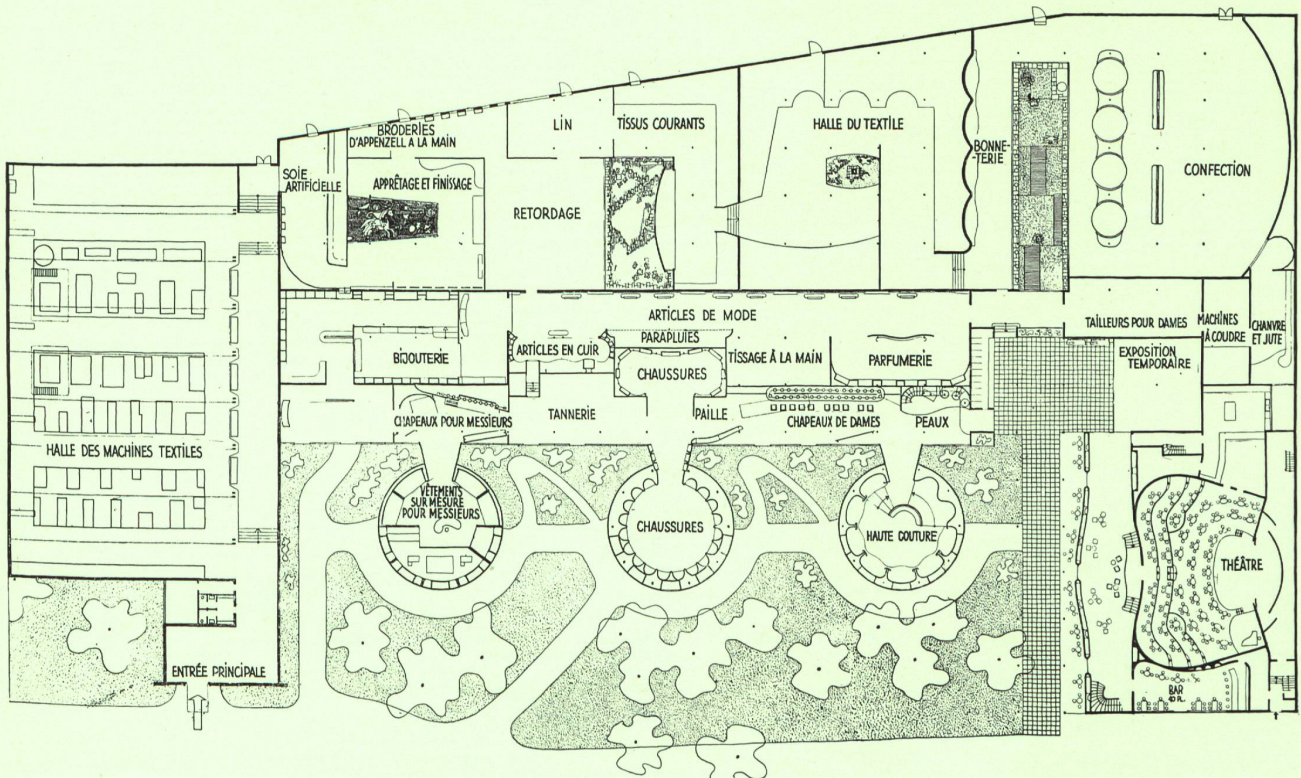 BRODERIES
D'APPENZELL A LA MAIN
LIN
TISSUS COURANTS
HALLE DU TEXTILE
BONNE-
TERIE
CONFECTION
SOIE
ARTIFICIELLE
APPRÊTAGE ET FINISSAGE
RETORDAGE
ARTICLES DE MODE
PARAPLUIES
TAILLEURS POUR DAMES
MACHINES
À COUDRE
CHANVRE
ET JUTE
BIJOUTERIE
ARTICLES EN CUIR
CHAUSSURES
TISSAGE À LA MAIN
PARFUMERIE
EXPOSITION
TEMPORAIRE
CHAPEAUX POUR MESSIEURS
TANNERIE
PAILLE
CHAPEAUX DE DAMES
PEAUX
HALLE DES MACHINES TEXTILES
VÊTEMENTS
SUR MESURE
POUR MESSIEURS
CHAUSSURES
HAUTE COUTURE
THÉÂTRE
ENTRÉE PRINCIPALE
BAR